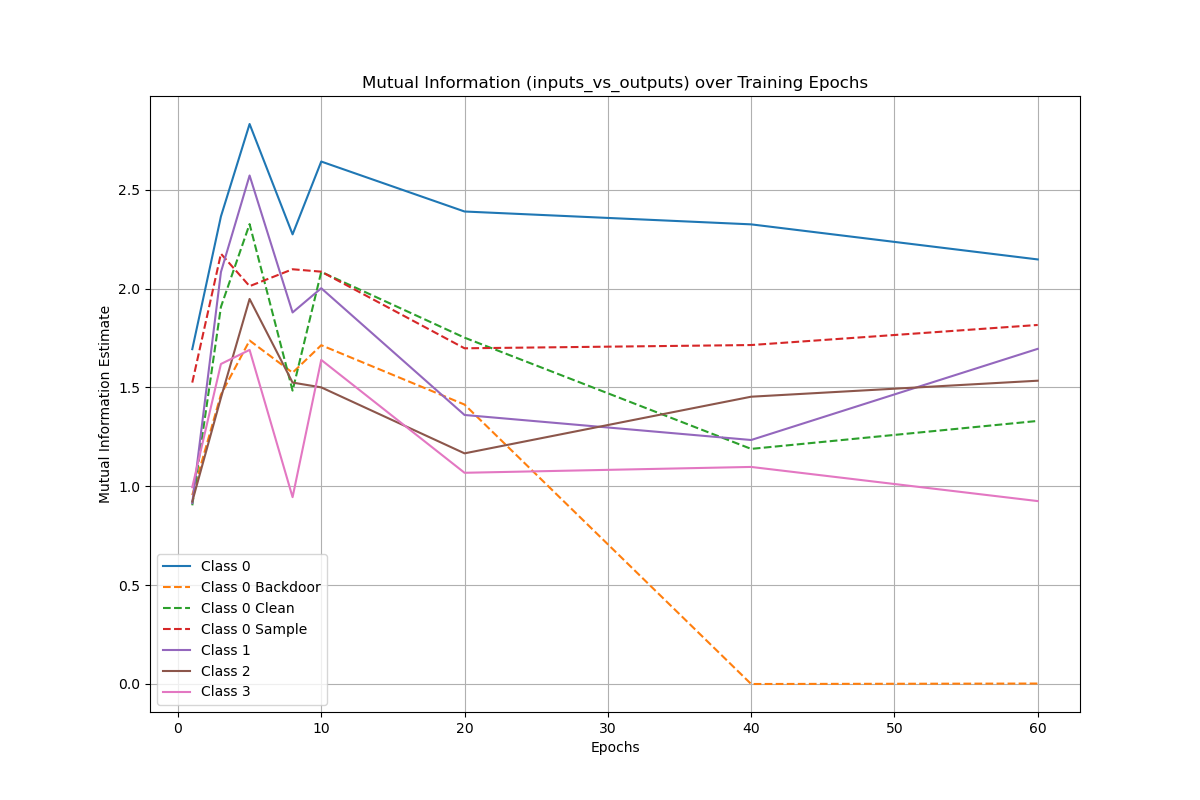 Mutual Information (inputs_vs_outputs) over Training Epochs
Mutual Information Estimate
2.5
2.0
1.5
1.0
0.5
0.0
Class 0
Class 0 Backdoor
Class 0 Clean
Class 0 Sample
Class 1
Class 2
Class 3
0 10 20 30 40 50 60
Epochs